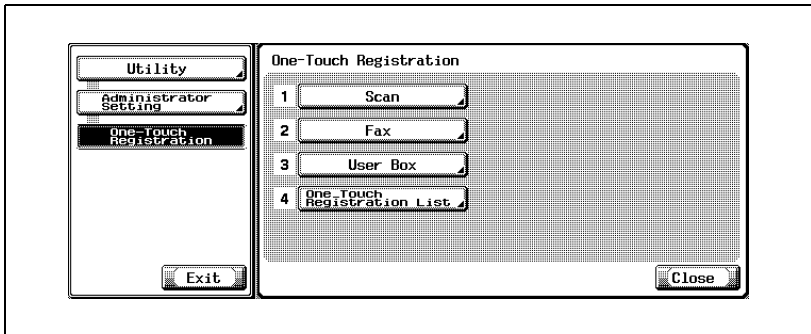 Utility
Administrator
Setting
One-Touch
Registration
Exit
One-Touch Registration
1 Scan
2 Fax
3 User Box
4 One-Touch
Registration List
Close